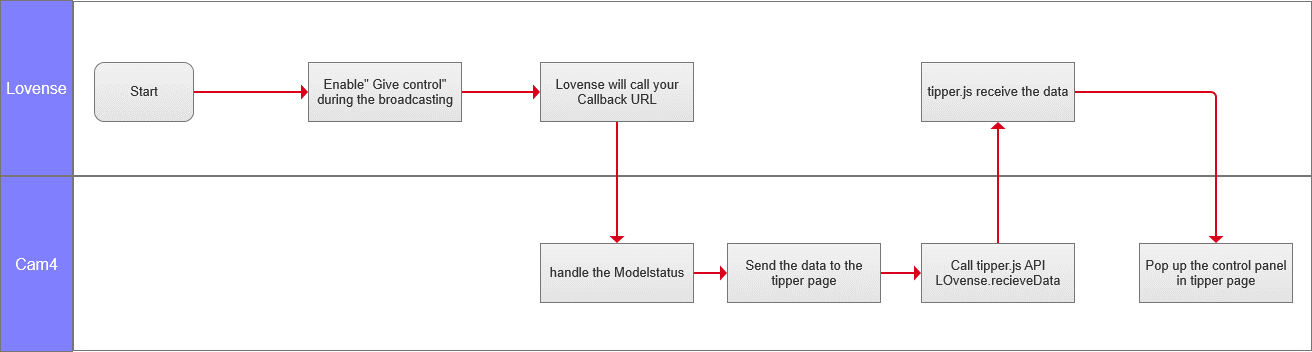 Lovense
Start
Enable" Give control"
during the broadcasting
Lovense will call your
Callback URL
tipper.js receive the data
Cam4
handle the Modelstatus
Send the data to the
tipper page
Call tipper.js API
LOvense.recieveData
Pop up the control panel
in tipper page